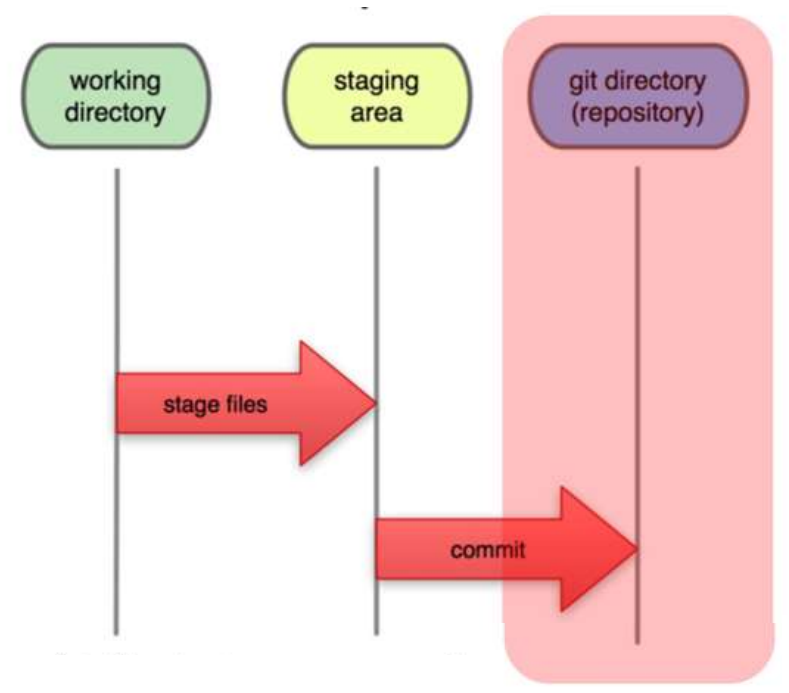 working
directory
staging
area
git directory
(repository)
stage files
commit